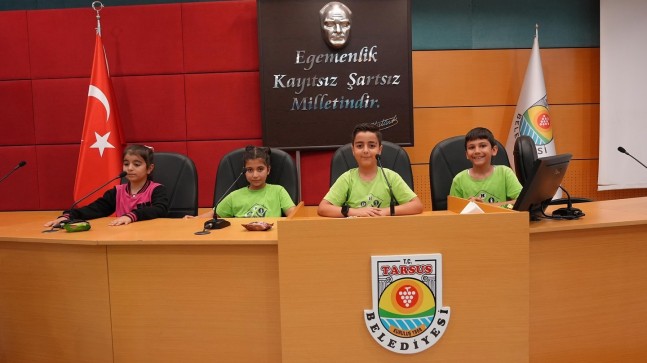 Egemenlik
Kayıtsız Şartsız
Milletindir.
T.C.
TARSUS
BELEDİYESİ